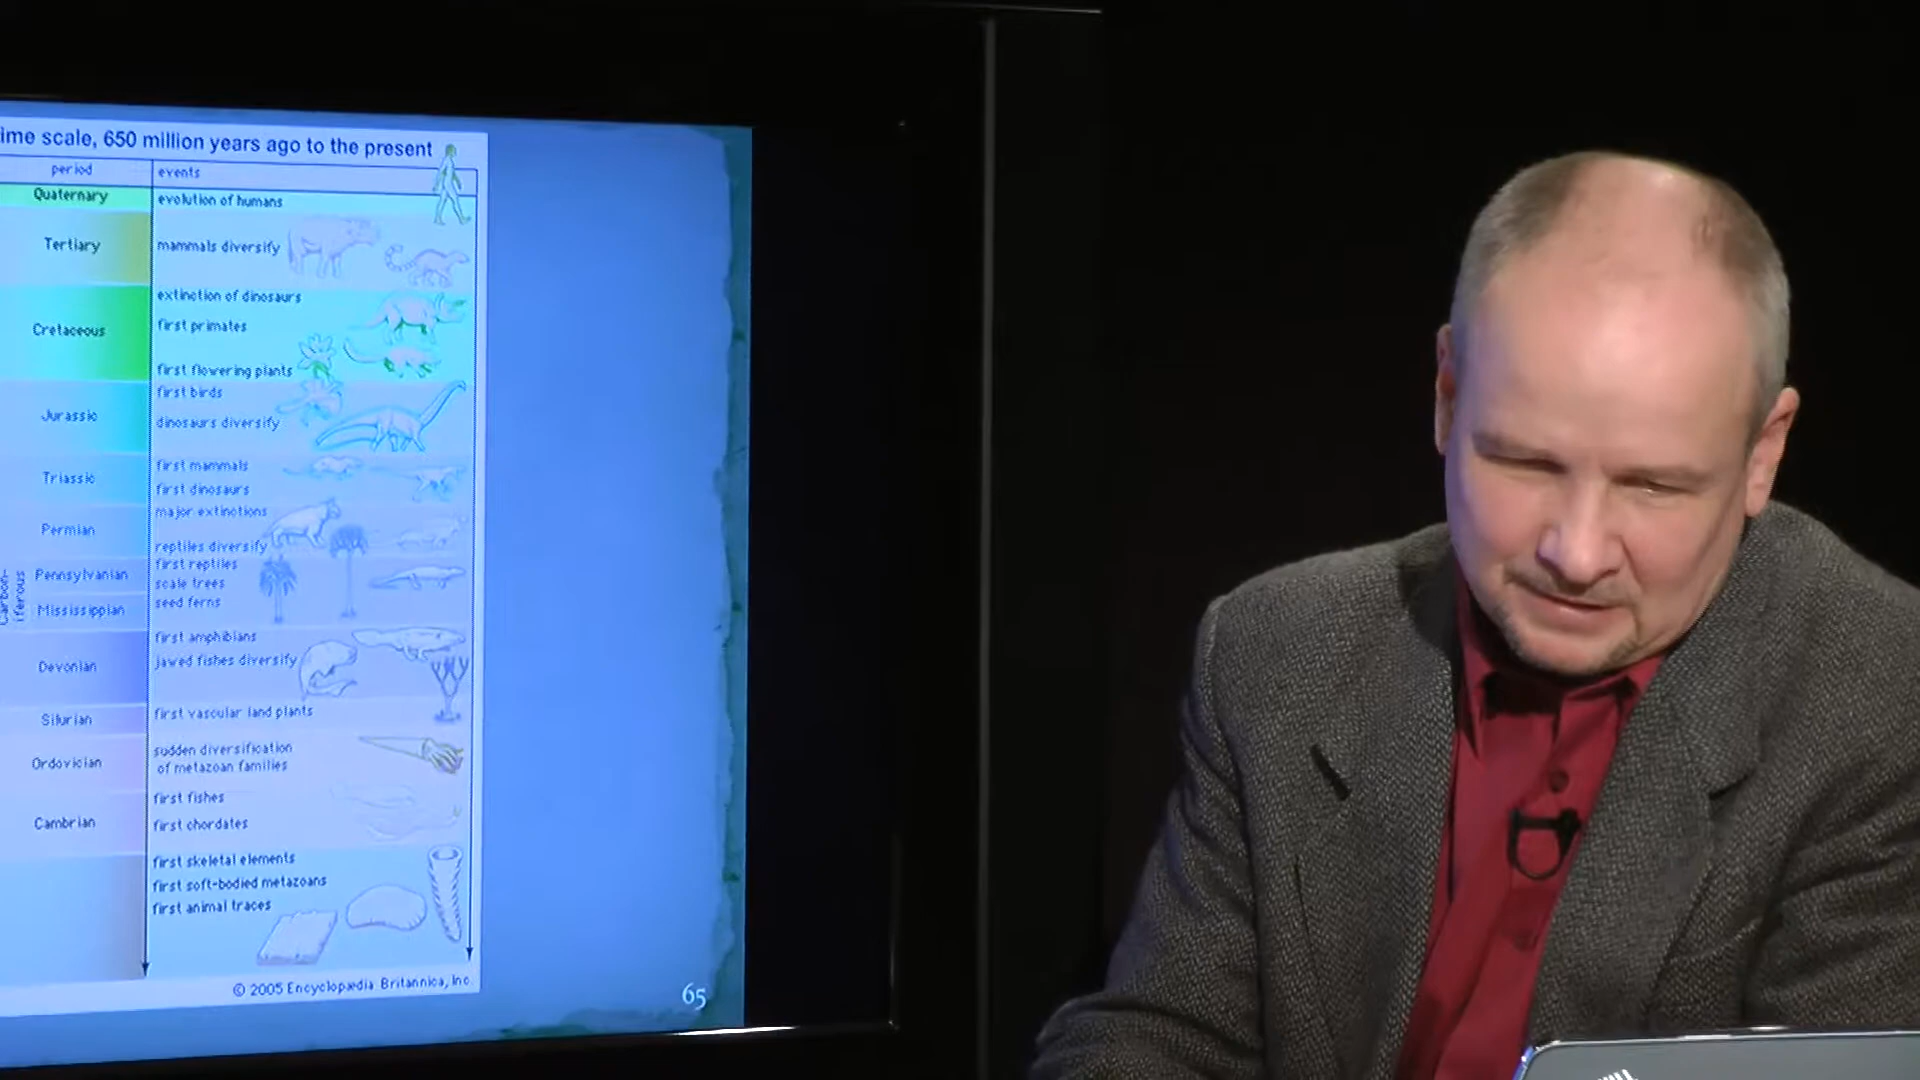 ime scale, 650 million years ago to the present
period events
Quaternary evolution of humans
Tertiary mammals diversify
extinction of dinosaurs
Cretaceous first primates
first flowering plants
first birds
Jurassic
dinosaurs diversify
first mammals
Triassic
first dinosaurs
major extinctions
Permian
reptiles diversify
first reptiles
Carbon-
iferous
Pennsylvanian scale trees
Mississippian seed ferns
first amphibians
Devonian jawed fishes diversify
Silurian first vascular land plants
sudden diversification
Ordovician of metazoan families
first fishes
Cambrian first chordates
first skeletal elements
first soft-bodied metazoans
first animal traces
© 2005 Encyclopædia Britannica, Inc.
65